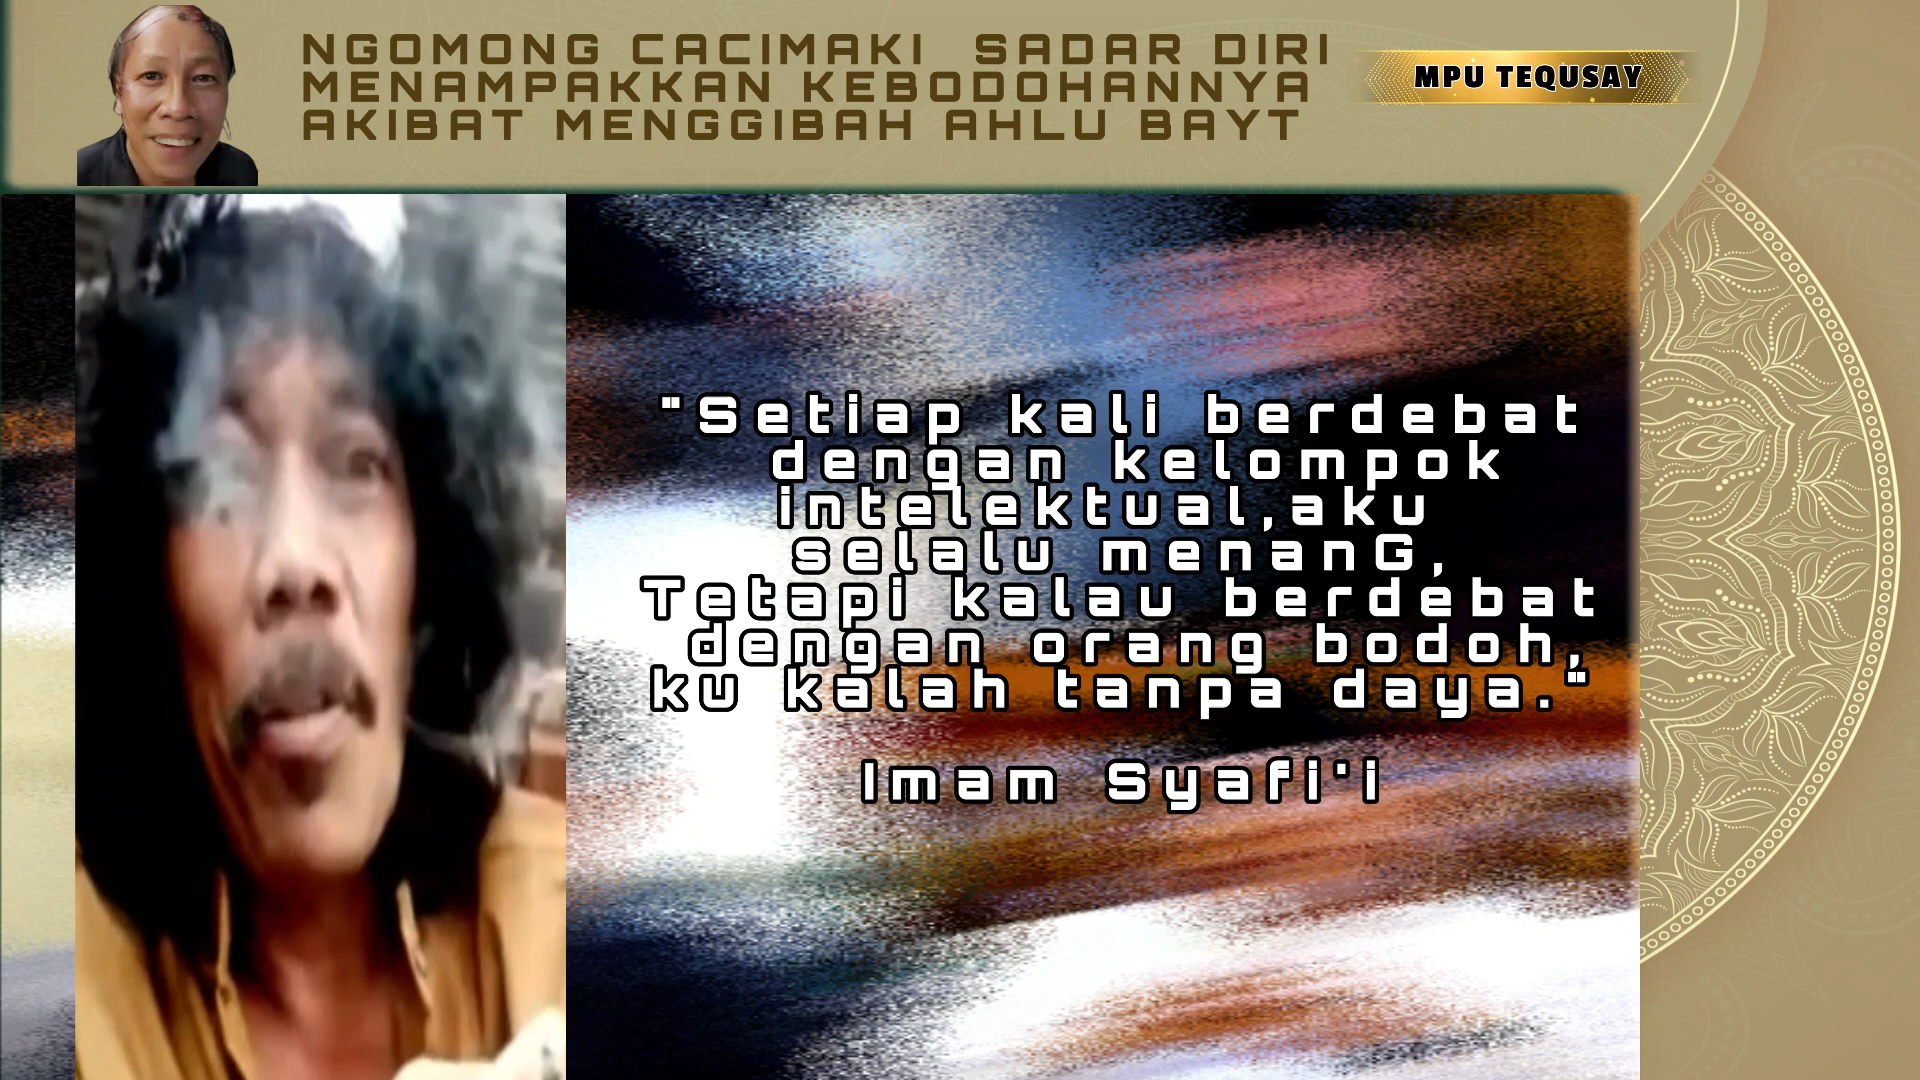 NGOMONG CACIMAKI SADAR DIRI
MENAMPAKKAN KEBODOHANNYA
AKIBAT MENGGIBAH AHLU BAYT
MPU TEQUSAY
"Setiap kali berdebat
dengan kelompok
intelektual,aku
selalu menanG,
Tetapi kalau berdebat
dengan orang bodoh,
ku kalah tanpa daya."
Imam Syafi'i